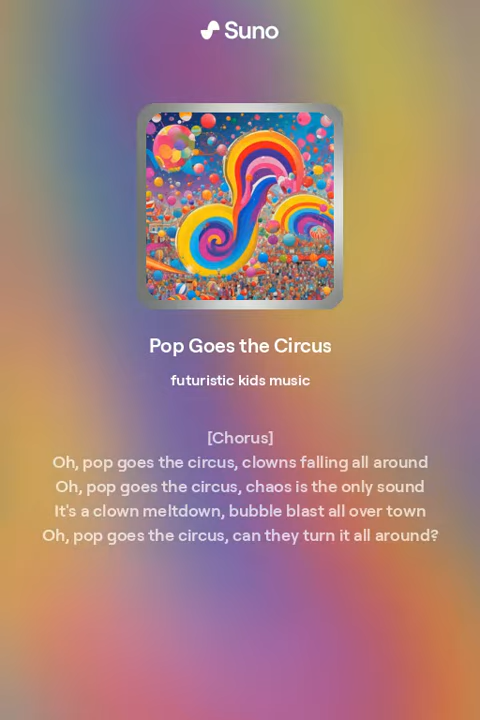 Suno
Pop Goes the Circus
futuristic kids music
[Chorus]
Oh, pop goes the circus, clowns falling all around
Oh, pop goes the circus, chaos is the only sound
It's a clown meltdown, bubble blast all over town
Oh, pop goes the circus, can they turn it all around?